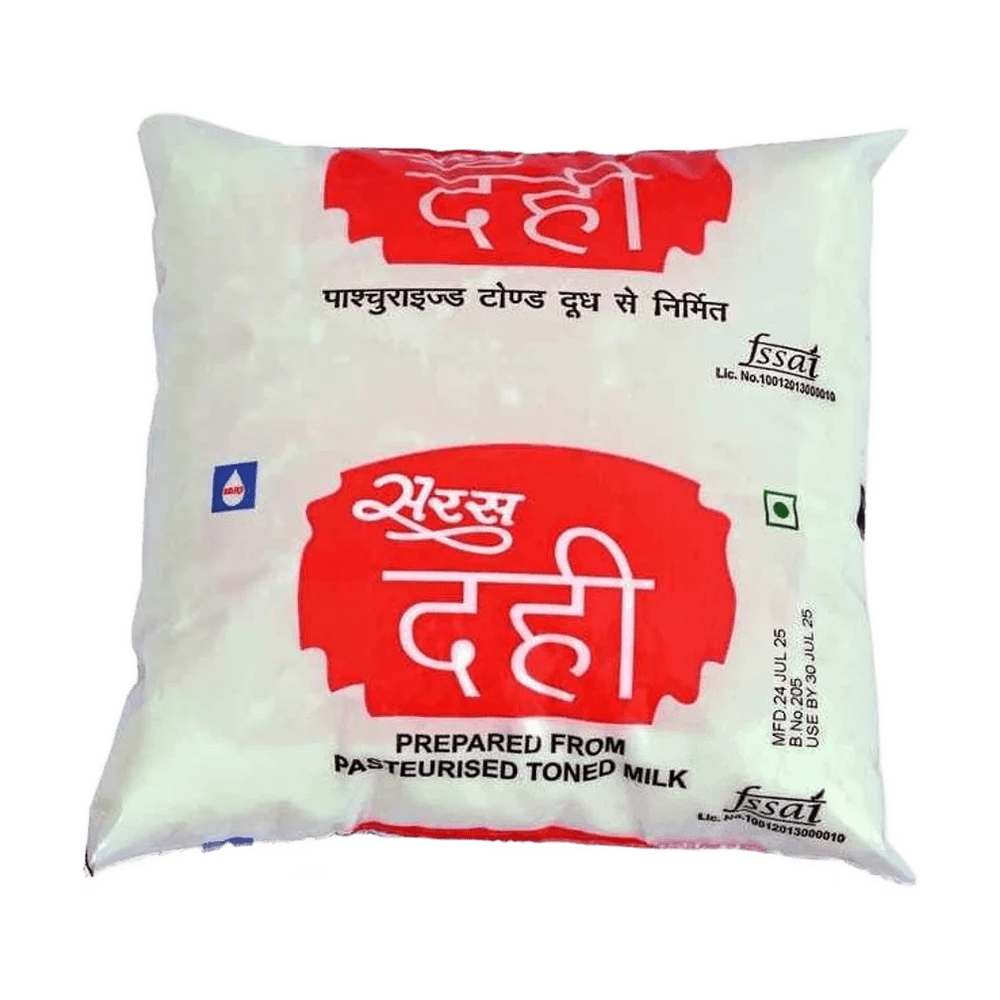 दही
पाश्चुराइज्ड टोण्ड दूध से निर्मित
fssai
Lic. No.10012013000010
सरस
दही
MFD.24 JUL 25
B.No.205
USE BY 30 JUL 25
PREPARED FROM
PASTEURISED TONED MILK
fssai
Lic. No.10012013000010